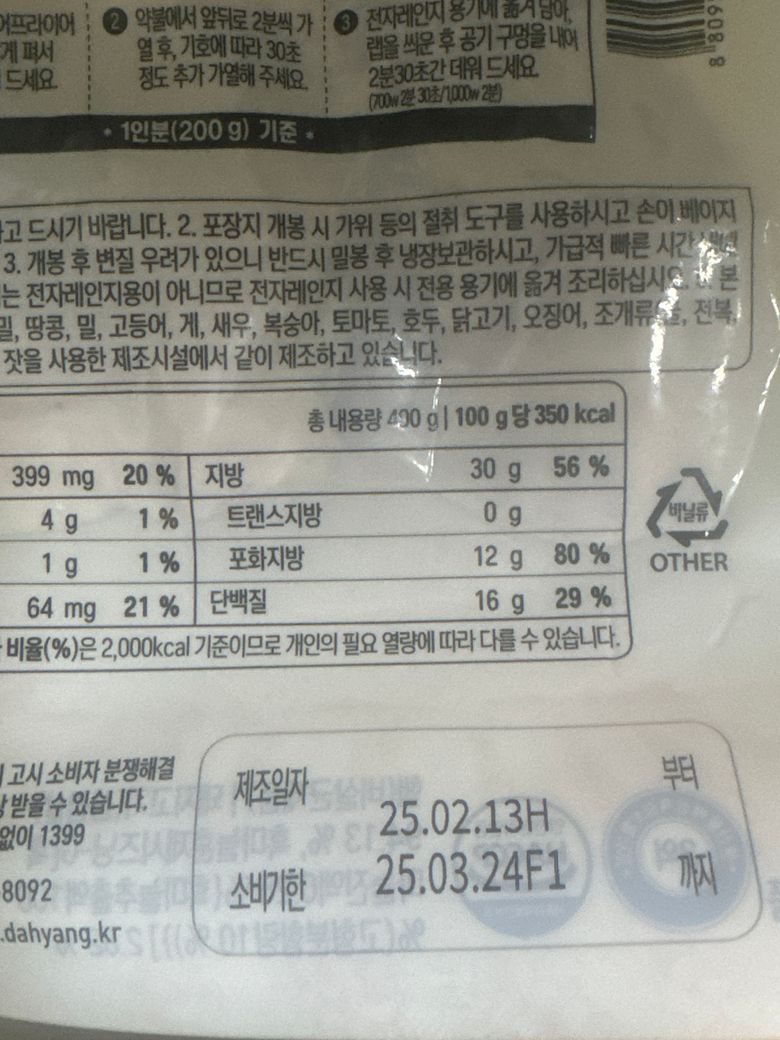 어프라이어
게 펴서
드세요.
❷ 약불에서 앞뒤로 2분씩 가
열 후, 기호에 따라 30초
정도 추가 가열해 주세요.
❸ 전자레인지 용기에 옮겨 담아,
랩을 씌운 후 공기 구멍을 내어
2분30초간 데워 드세요.
(700w 2분 30초/1,000w 2분)
8 809
• 1인분(200 g) 기준 •
고 드시기 바랍니다. 2. 포장지 개봉 시 가위 등의 절취 도구를 사용하시고 손이 베이지
3. 개봉 후 변질 우려가 있으니 반드시 밀봉 후 냉장보관하시고, 가급적 빠른 시간
는 전자레인지용이 아니므로 전자레인지 사용 시 전용 용기에 옮겨 조리하십시오. 본
밀, 땅콩, 밀, 고등어, 게, 새우, 복숭아, 토마토, 호두, 닭고기, 오징어, 조개류, 전복,
잣을 사용한 제조시설에서 같이 제조하고 있습니다.
총 내용량 400 g | 100 g당 350 kcal
399 mg 20 % 지방 30 g 56 %
4 g 1 % 트랜스지방 0 g
1 g 1 % 포화지방 12 g 80 %
64 mg 21 % 단백질 16 g 29 %
비율(%)은 2,000kcal 기준이므로 개인의 필요 열량에 따라 다를 수 있습니다.
비닐류
OTHER
고시 소비자 분쟁해결
상 받을 수 있습니다.
없이 1399
8092
.dahyang.kr
제조일자 부터
25.02.13H
소비기한 25.03.24F1 까지